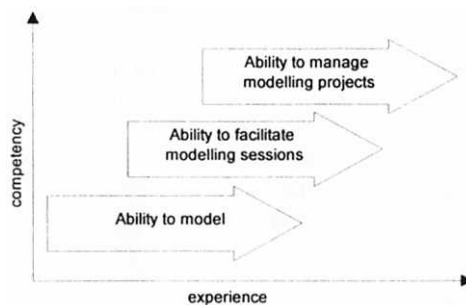 Ability to manage
modelling projects
Ability to facilitate
modelling sessions
Ability to model
competency
experience